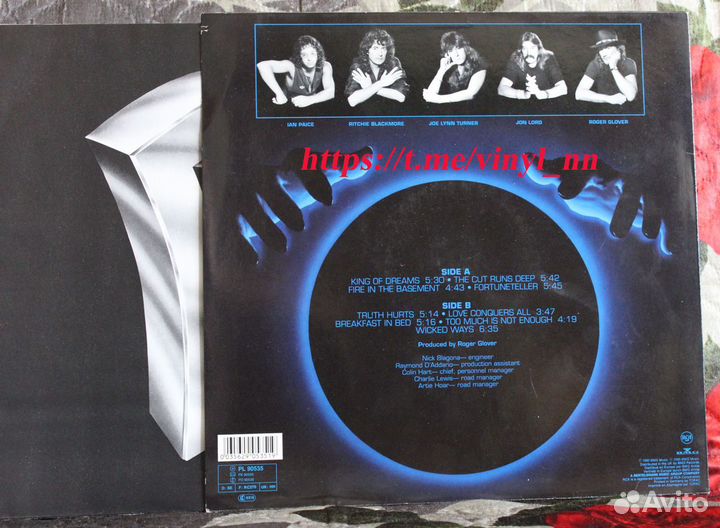 IAN PAICE
RITCHIE BLACKMORE
JOE LYNN TURNER
JON LORD
ROGER GLOVER
https://t.me/vinyl_nn
SIDE A
KING OF DREAMS 5:30 • THE CUT RUNS DEEP 5:42
FIRE IN THE BASEMENT 4:43 • FORTUNETELLER 5:45
SIDE B
TRUTH HURTS 5:14 • LOVE CONQUERS ALL 3:47
BREAKFAST IN BED 5:16 • TOO MUCH IS NOT ENOUGH 4:19
WICKED WAYS 6:35
Produced by Roger Glover
Nick Blagona— engineer
Raymond D'Addario— production assistant
Colin Hart— chief, personnel manager
Charlie Lewis— road manager
Artie Hoar— road manager
PL 90535
RCA
A BERTELSMANN MUSIC GROUP COMPANY
Avito